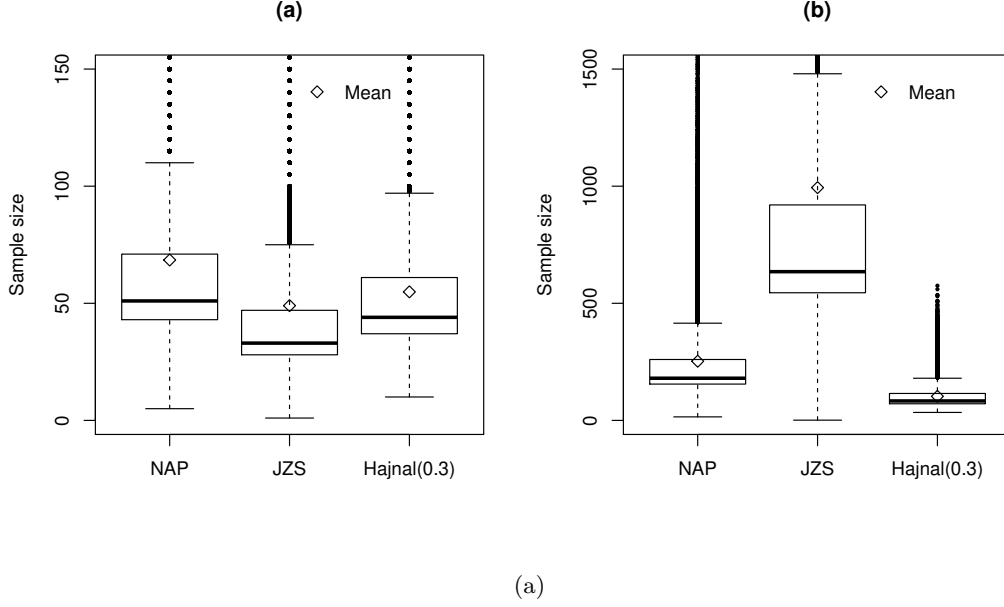 (a)
Sample size
150
100
50
0
◇ Mean
NAP JZS Hajnal(0.3)
(b)
Sample size
1500
1000
500
0
◇ Mean
NAP JZS Hajnal(0.3)
(a)